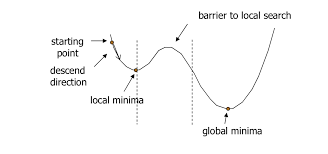 barrier to local search
starting
point
descend
direction
local minima
global minima